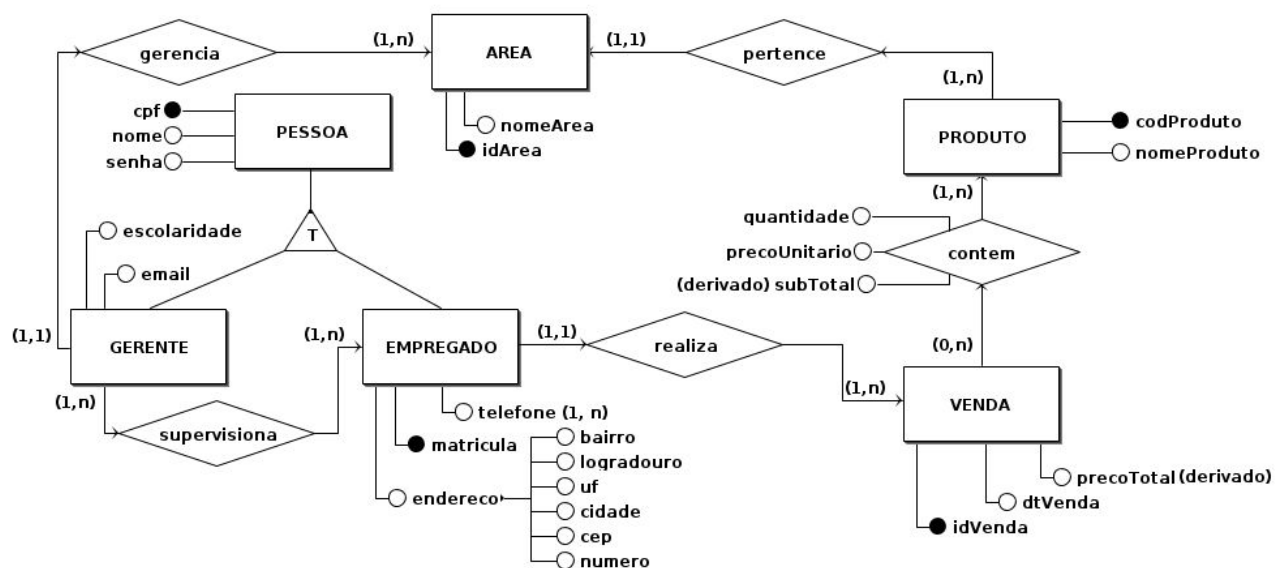 gerencia
(1,n)
AREA
(1,1)
pertence
(1,n)
cpf
nome
senha
PESSOA
nomeArea
idArea
PRODUTO
codProduto
nomeProduto
(1,n)
T
escolaridade
email
quantidade
precoUnitario
(derivado) subTotal
contem
(1,1)
GERENTE
(1,n)
EMPREGADO
(1,1)
realiza
(0,n)
(1,n)
VENDA
(1,n)
supervisiona
telefone (1, n)
matricula
endereco
bairro
logradouro
uf
cidade
cep
numero
precoTotal (derivado)
dtVenda
idVenda